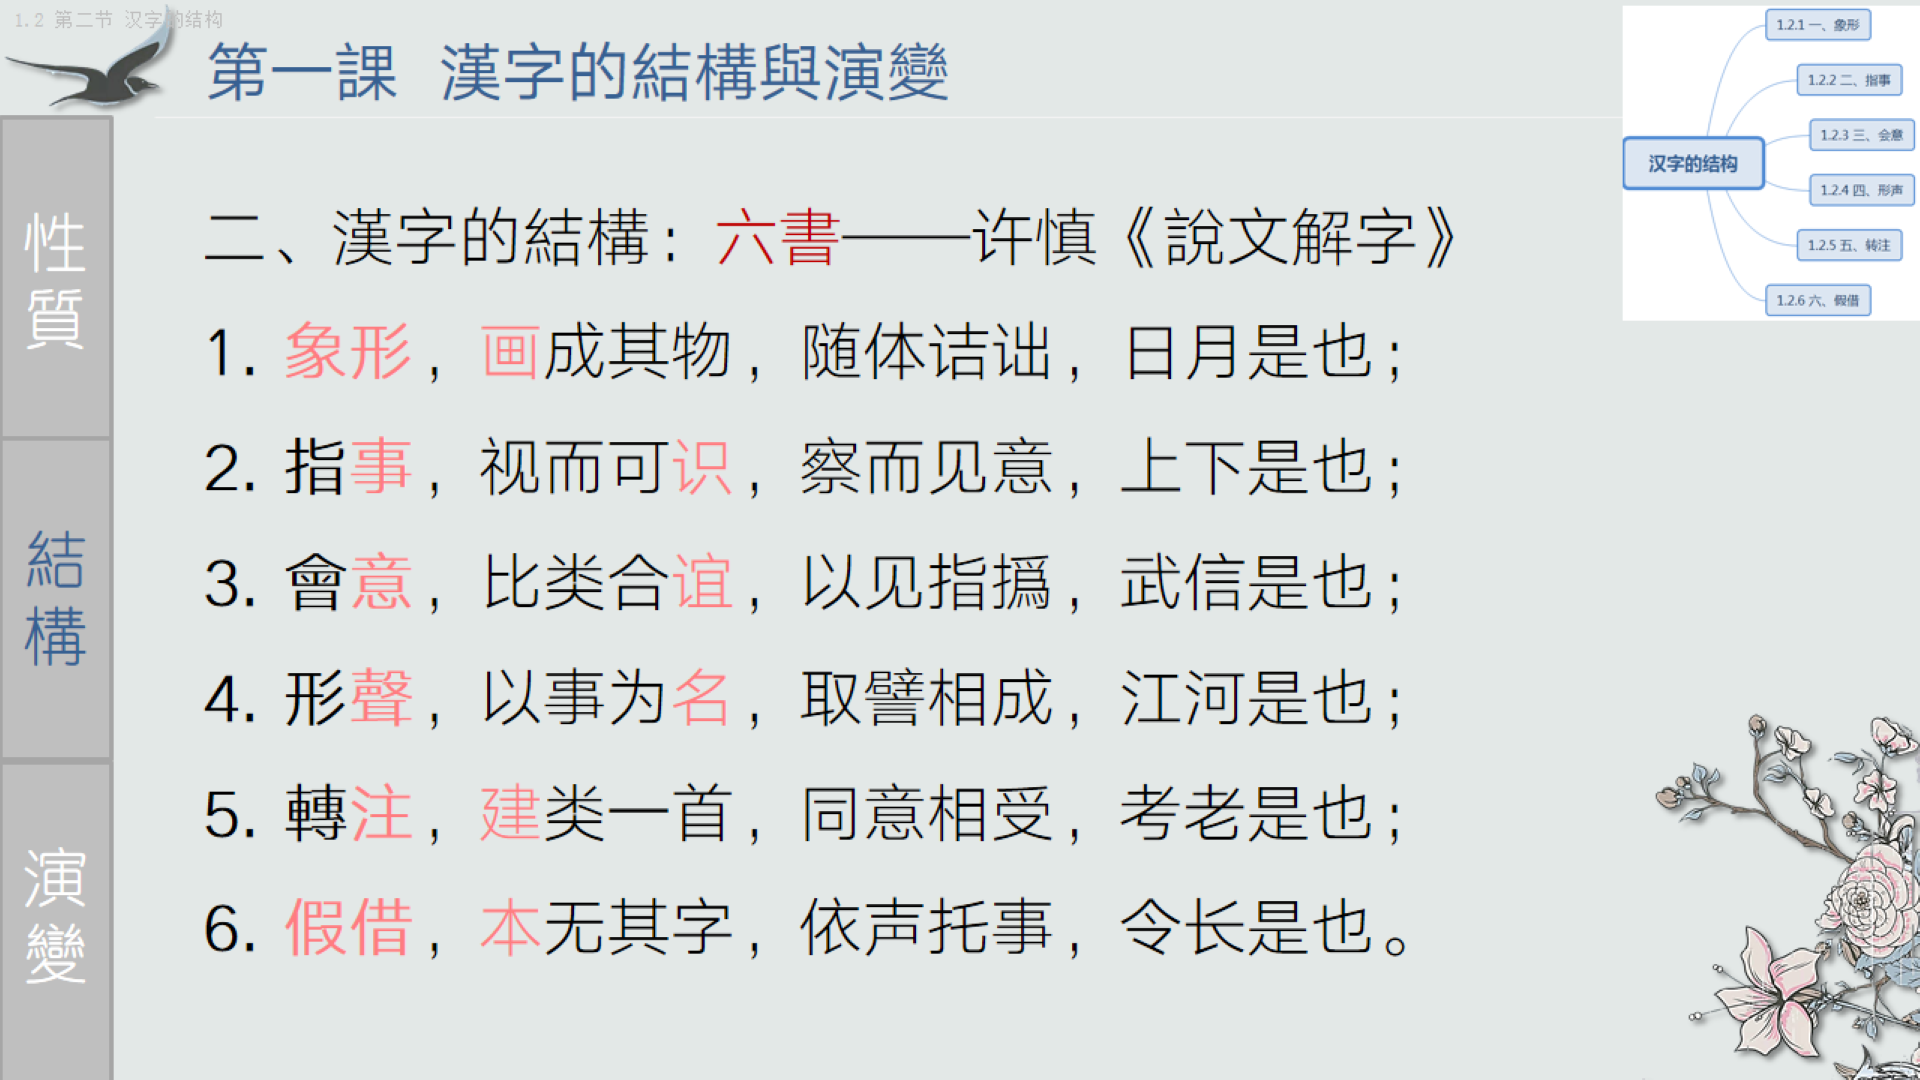 1.2 第二节 汉字的结构
第一課 漢字的結構與演變
性質
結構
演變
二、漢字的結構：六書——许慎《說文解字》
1. 象形，画成其物，随体诘诎，日月是也；
2. 指事，视而可识，察而见意，上下是也；
3. 會意，比类合谊，以见指撝，武信是也；
4. 形聲，以事为名，取譬相成，江河是也；
5. 轉注，建类一首，同意相受，考老是也；
6. 假借，本无其字，依声托事，令长是也。
汉字的结构
1.2.1 一、象形
1.2.2 二、指事
1.2.3 三、会意
1.2.4 四、形声
1.2.5 五、转注
1.2.6 六、假借